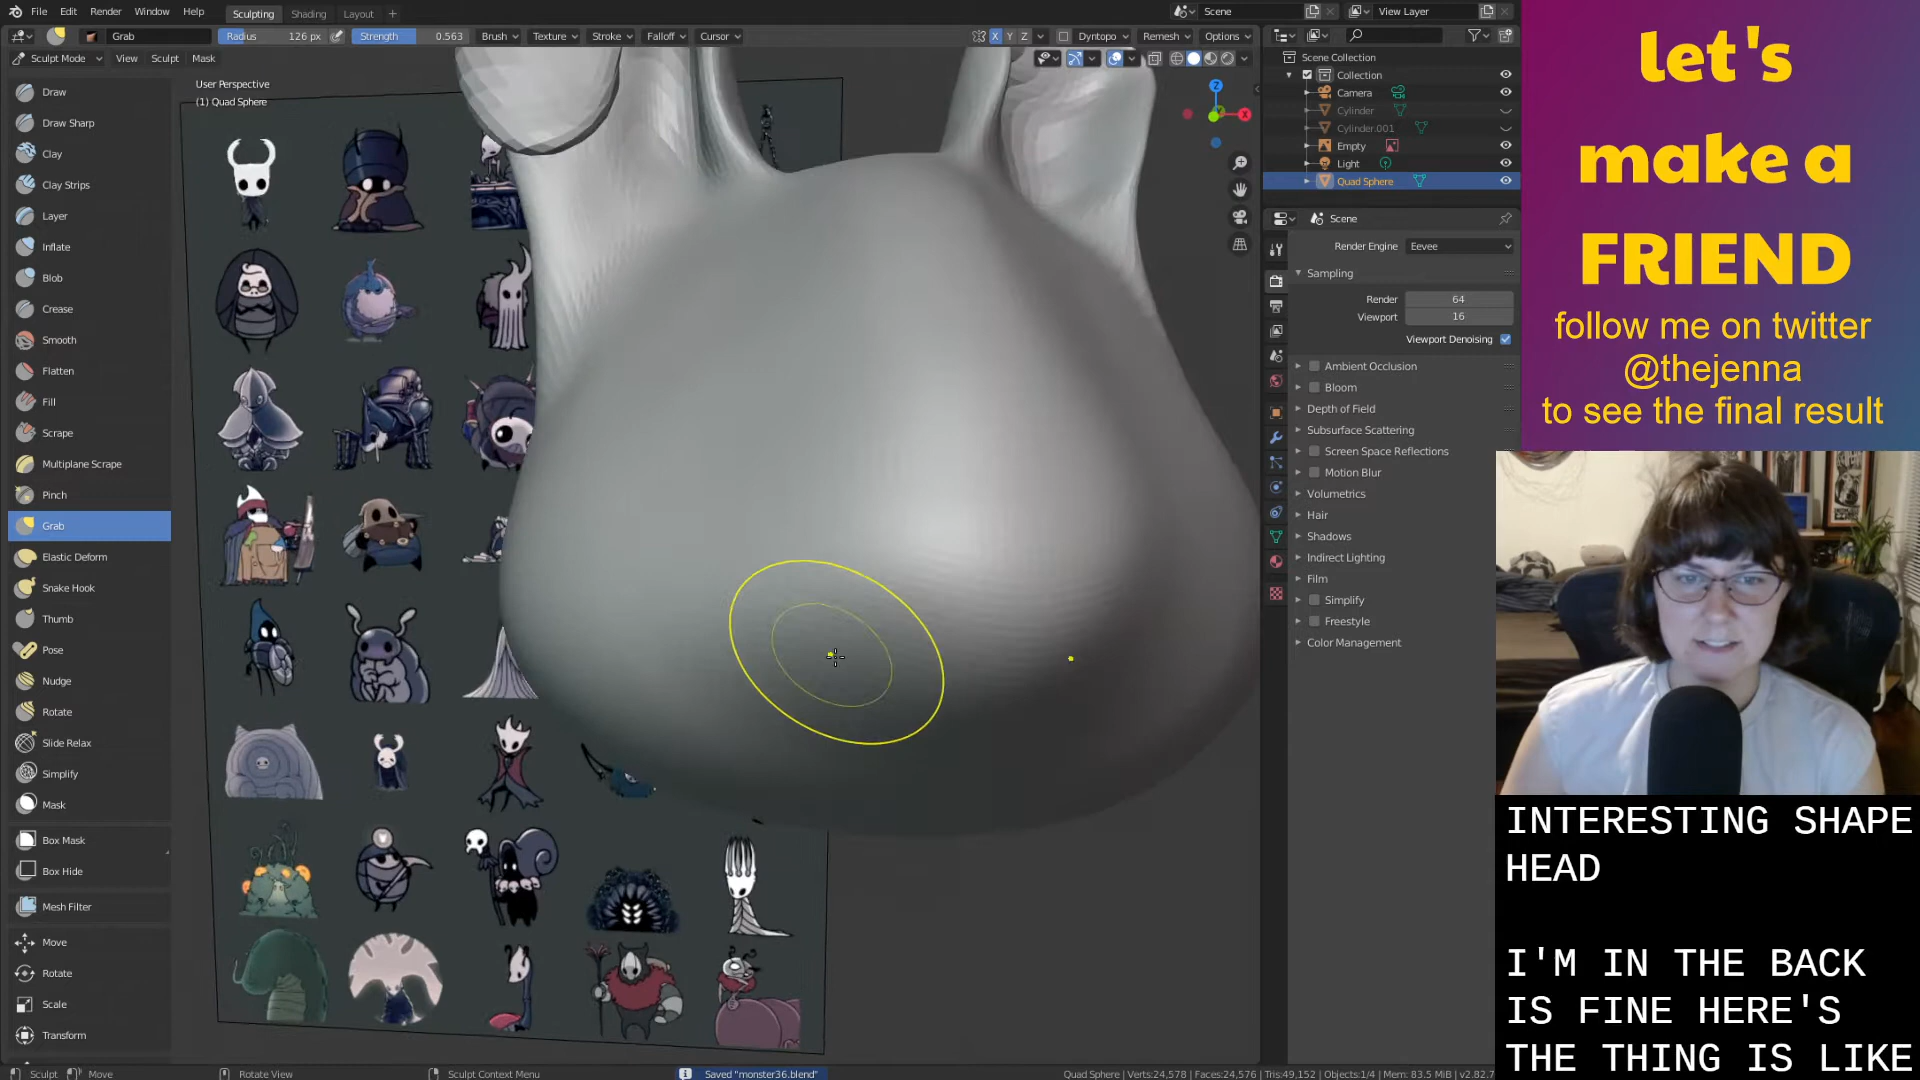 File Edit Render Window Help Sculpting Shading Layout + Scene View Layer
Grab Radius 126 px Strength 0.563 Brush Texture Stroke Falloff Cursor X Y Z Dyntopo Remesh Options
Sculpt Mode View Sculpt Mask
User Perspective
(1) Quad Sphere
Draw
Draw Sharp
Clay
Clay Strips
Layer
Inflate
Blob
Crease
Smooth
Flatten
Fill
Scrape
Multiplane Scrape
Pinch
Grab
Elastic Deform
Snake Hook
Thumb
Pose
Nudge
Rotate
Slide Relax
Simplify
Mask
Box Mask
Box Hide
Mesh Filter
Move
Rotate
Scale
Transform
Z
X
Scene Collection
Collection
Camera
Cylinder
Cylinder.001
Empty
Light
Quad Sphere
Scene
Render Engine Eevee
Sampling
Render 64
Viewport 16
Viewport Denoising
Ambient Occlusion
Bloom
Depth of Field
Subsurface Scattering
Screen Space Reflections
Motion Blur
Volumetrics
Hair
Shadows
Indirect Lighting
Film
Simplify
Freestyle
Color Management
let's
make a
FRIEND
follow me on twitter
@thejenna
to see the final result
INTERESTING SHAPE
HEAD
I'M IN THE BACK
IS FINE HERE'S
THE THING IS LIKE
Sculpt Move Rotate View Sculpt Context Menu Saved "monster36.blend" Quad Sphere | Verts:24,578 | Faces:24,576 | Tris:49,152 | Objects:1/4 | Mem: 83.5 MiB | v2.82.7